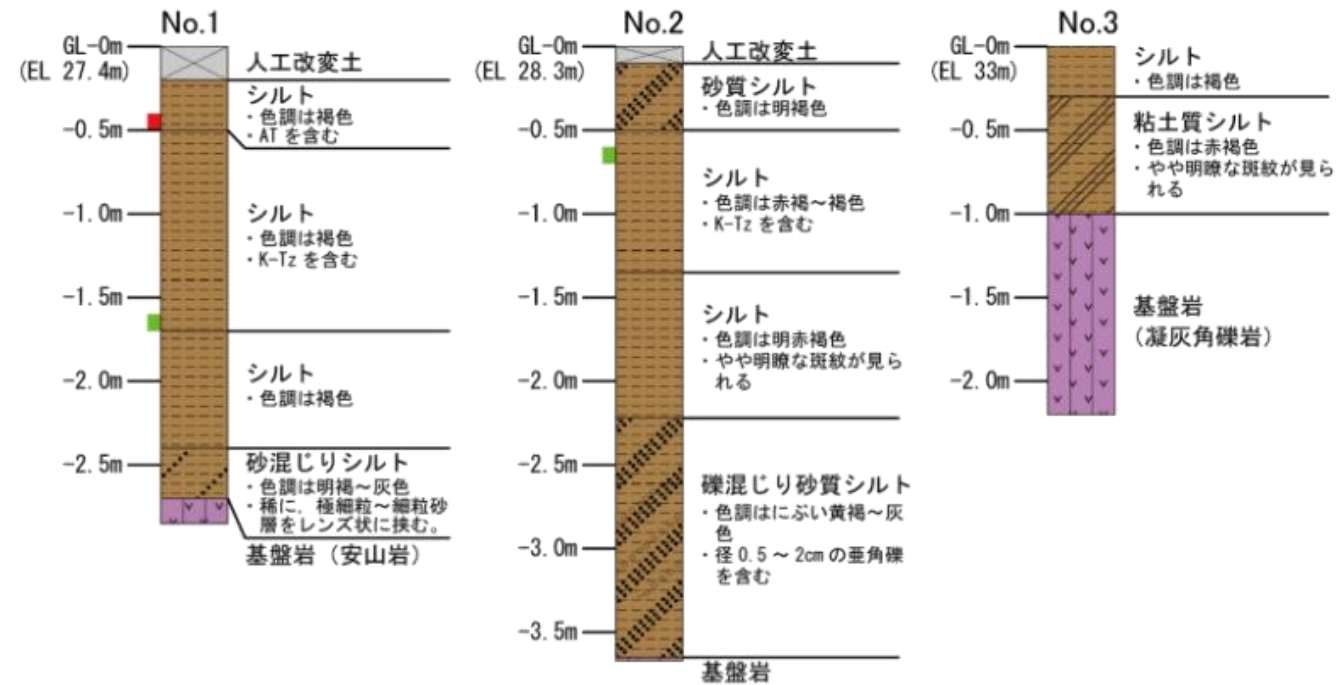 No.1
GL-0m
(EL 27.4m)
-0.5m
-1.0m
-1.5m
-2.0m
-2.5m
人工改変土
シルト
・色調は褐色
・ATを含む
シルト
・色調は褐色
・K-Tzを含む
シルト
・色調は褐色
砂混じりシルト
・色調は明褐~灰色
・稀に,極細粒~細粒砂
層をレンズ状に挟む。
基盤岩(安山岩)
No.2
GL-0m
(EL 28.3m)
-0.5m
-1.0m
-1.5m
-2.0m
-2.5m
-3.0m
-3.5m
人工改変土
砂質シルト
・色調は明褐色
シルト
・色調は赤褐~褐色
・K-Tzを含む
シルト
・色調は明赤褐色
・やや明瞭な斑紋が見ら
れる
礫混じり砂質シルト
・色調はにぶい黄褐~灰
色
・径0.5~2cmの亜角礫
を含む
基盤岩
No.3
GL-0m
(EL 33m)
-0.5m
-1.0m
-1.5m
-2.0m
シルト
・色調は褐色
粘土質シルト
・色調は赤褐色
・やや明瞭な斑紋が見ら
れる
基盤岩
(凝灰角礫岩)